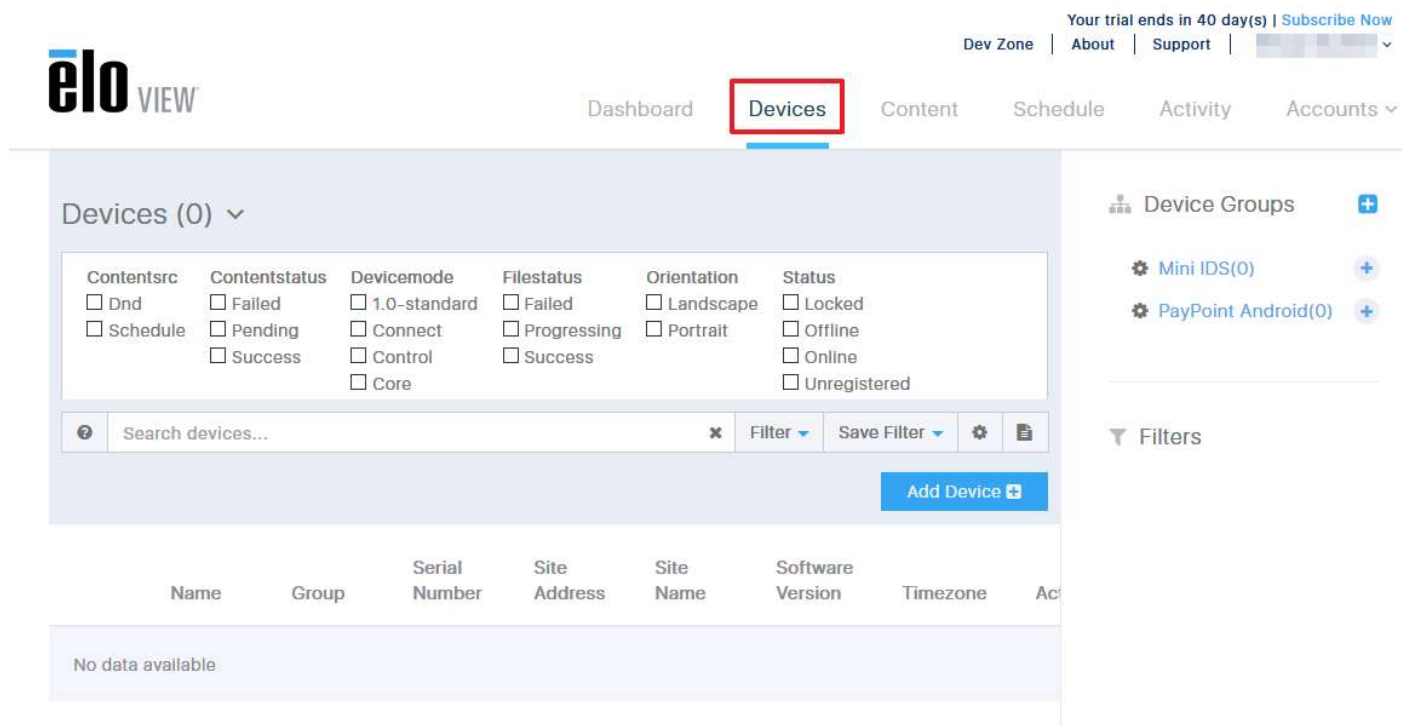 Your trial ends in 40 day(s) | Subscribe Now
Dev Zone | About | Support |
ēlo VIEW
Dashboard Devices Content Schedule Activity Accounts
Devices (0)
Contentsrc Contentstatus Devicemode Filestatus Orientation Status
Dnd Failed 1.0-standard Failed Landscape Locked
Schedule Pending Connect Progressing Portrait Offline
Success Control Success Online
Core Unregistered
Search devices... Filter Save Filter
Add Device
Serial Site Site Software
Name Group Number Address Name Version Timezone Act
No data available
Device Groups
Mini IDS(0)
PayPoint Android(0)
Filters